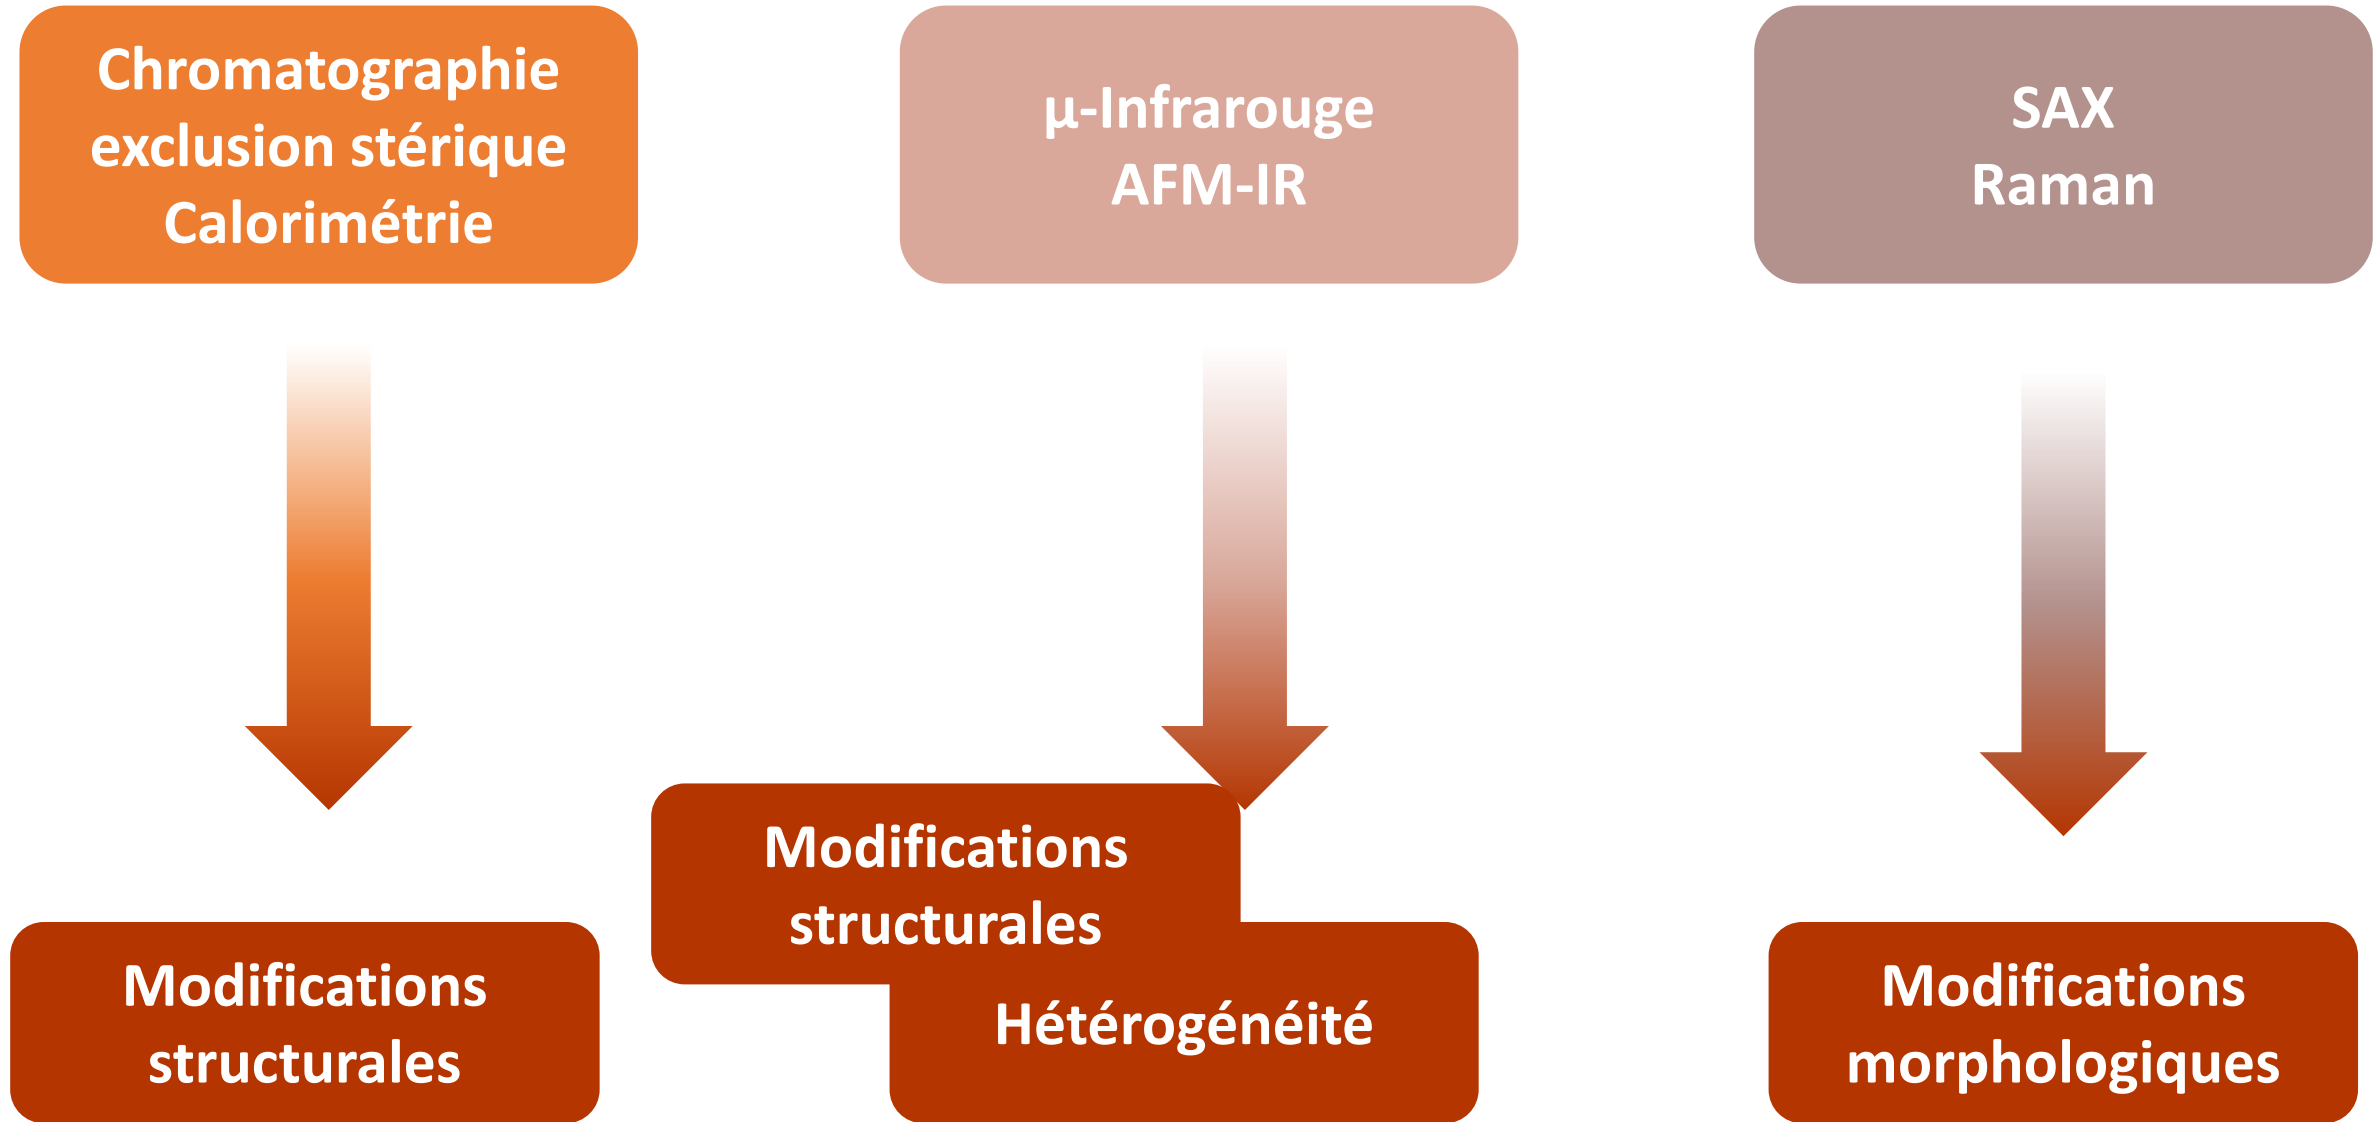 Chromatographie
exclusion stérique
Calorimétrie
µ-Infrarouge
AFM-IR
SAX
Raman
Modifications
structurales
Modifications
structurales
Hétérogénéité
Modifications
morphologiques